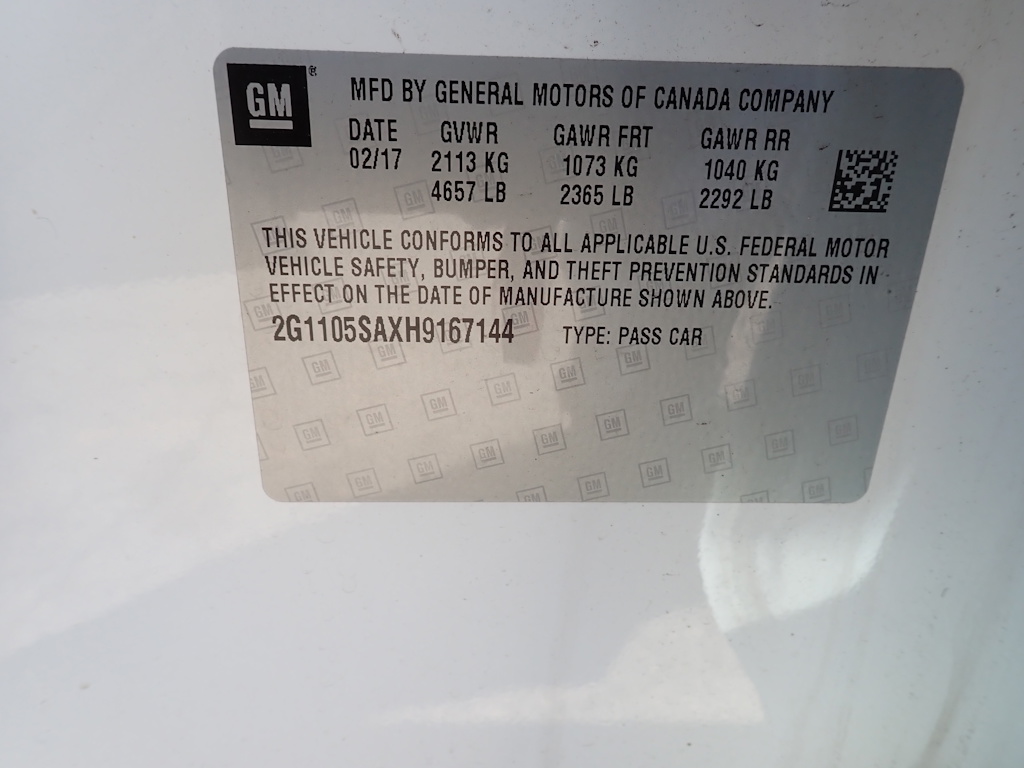 GM ®
MFD BY GENERAL MOTORS OF CANADA COMPANY
DATE GVWR GAWR FRT GAWR RR
02/17 2113 KG 1073 KG 1040 KG
4657 LB 2365 LB 2292 LB
THIS VEHICLE CONFORMS TO ALL APPLICABLE U.S. FEDERAL MOTOR
VEHICLE SAFETY, BUMPER, AND THEFT PREVENTION STANDARDS IN
EFFECT ON THE DATE OF MANUFACTURE SHOWN ABOVE.
2G1105SAXH9167144 TYPE: PASS CAR